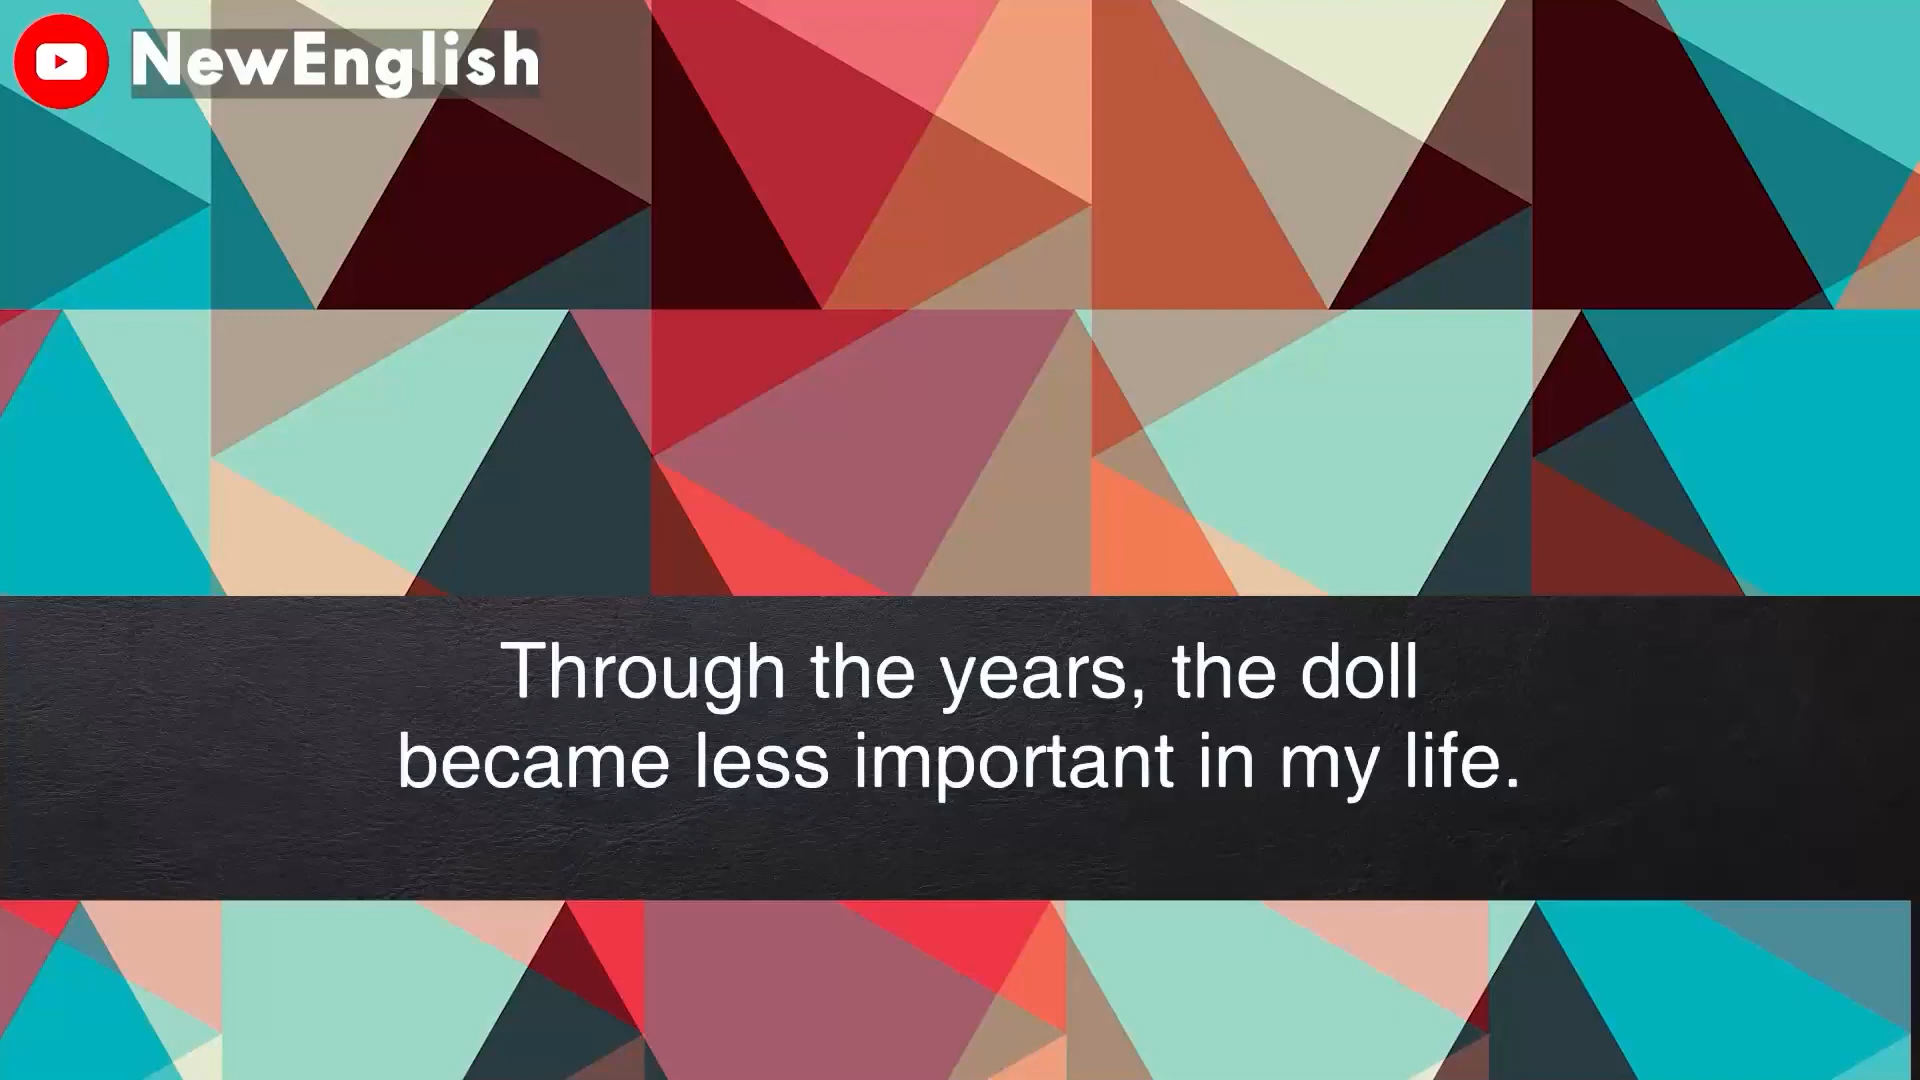 NewEnglish
Through the years, the doll
became less important in my life.